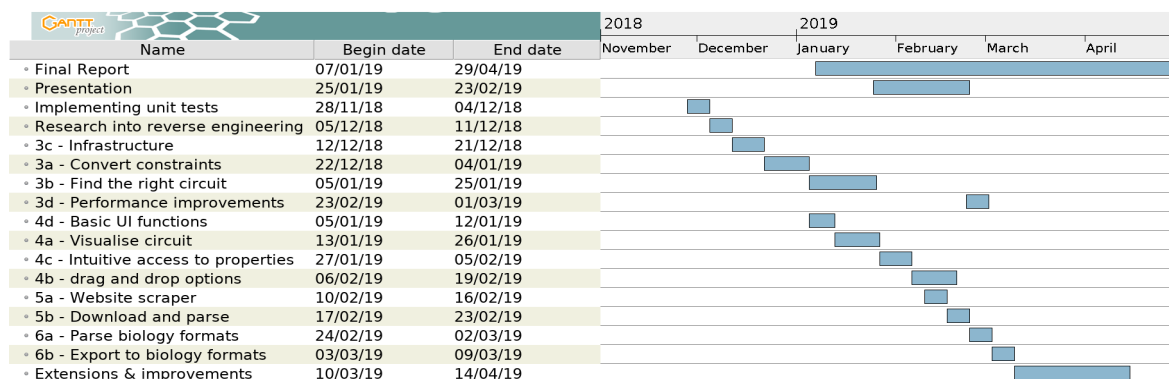 GANTT project 2018 2019
Name Begin date End date November December January February March April
Final Report 07/01/19 29/04/19
Presentation 25/01/19 23/02/19
Implementing unit tests 28/11/18 04/12/18
Research into reverse engineering 05/12/18 11/12/18
3c - Infrastructure 12/12/18 21/12/18
3a - Convert constraints 22/12/18 04/01/19
3b - Find the right circuit 05/01/19 25/01/19
3d - Performance improvements 23/02/19 01/03/19
4d - Basic UI functions 05/01/19 12/01/19
4a - Visualise circuit 13/01/19 26/01/19
4c - Intuitive access to properties 27/01/19 05/02/19
4b - drag and drop options 06/02/19 19/02/19
5a - Website scraper 10/02/19 16/02/19
5b - Download and parse 17/02/19 23/02/19
6a - Parse biology formats 24/02/19 02/03/19
6b - Export to biology formats 03/03/19 09/03/19
Extensions & improvements 10/03/19 14/04/19